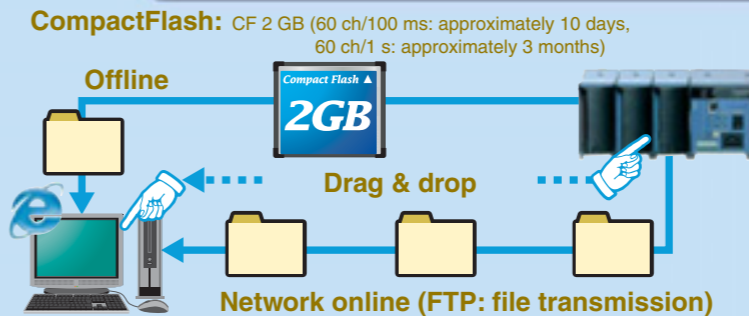 CompactFlash: CF 2 GB (60 ch/100 ms: approximately 10 days,
60 ch/1 s: approximately 3 months)
Offline
Compact Flash ▲
2GB
Drag & drop
Network online (FTP: file transmission)